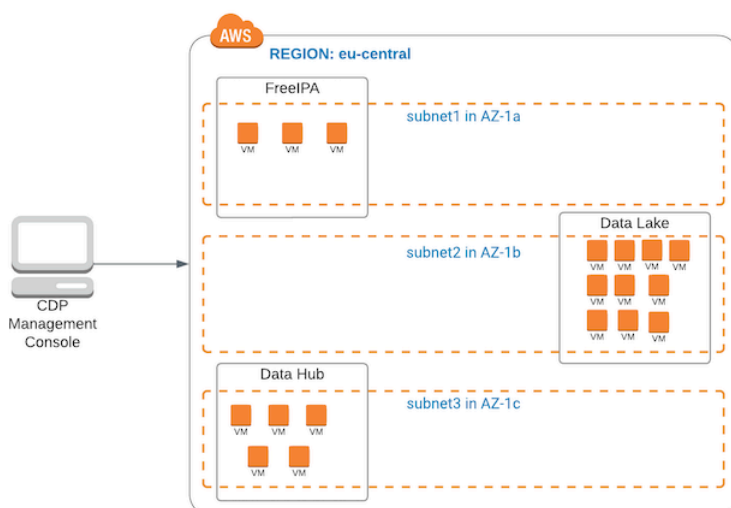 AWS
REGION: eu-central
FreeIPA
subnet1 in AZ-1a
VM VM VM
Data Lake
subnet2 in AZ-1b
VM VM VM VM
VM VM VM
VM VM VM
CDP
Management
Console
Data Hub
subnet3 in AZ-1c
VM VM VM
VM VM